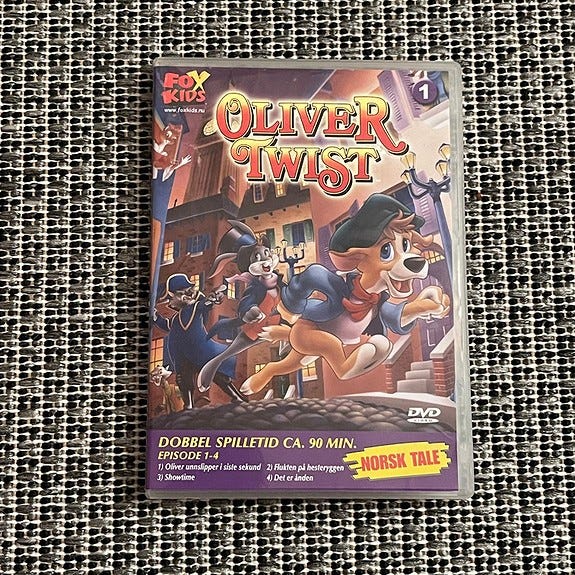 FOX
KIDS
www.foxkids.nu
1
OLIVER
TWIST
DVD
VIDEO
DOBBEL SPILLETID CA. 90 MIN.
EPISODE 1-4
1) Oliver unnslipper i siste sekund 2) Flukten på hesteryggen
3) Showtime 4) Det er ånden
NORSK TALE